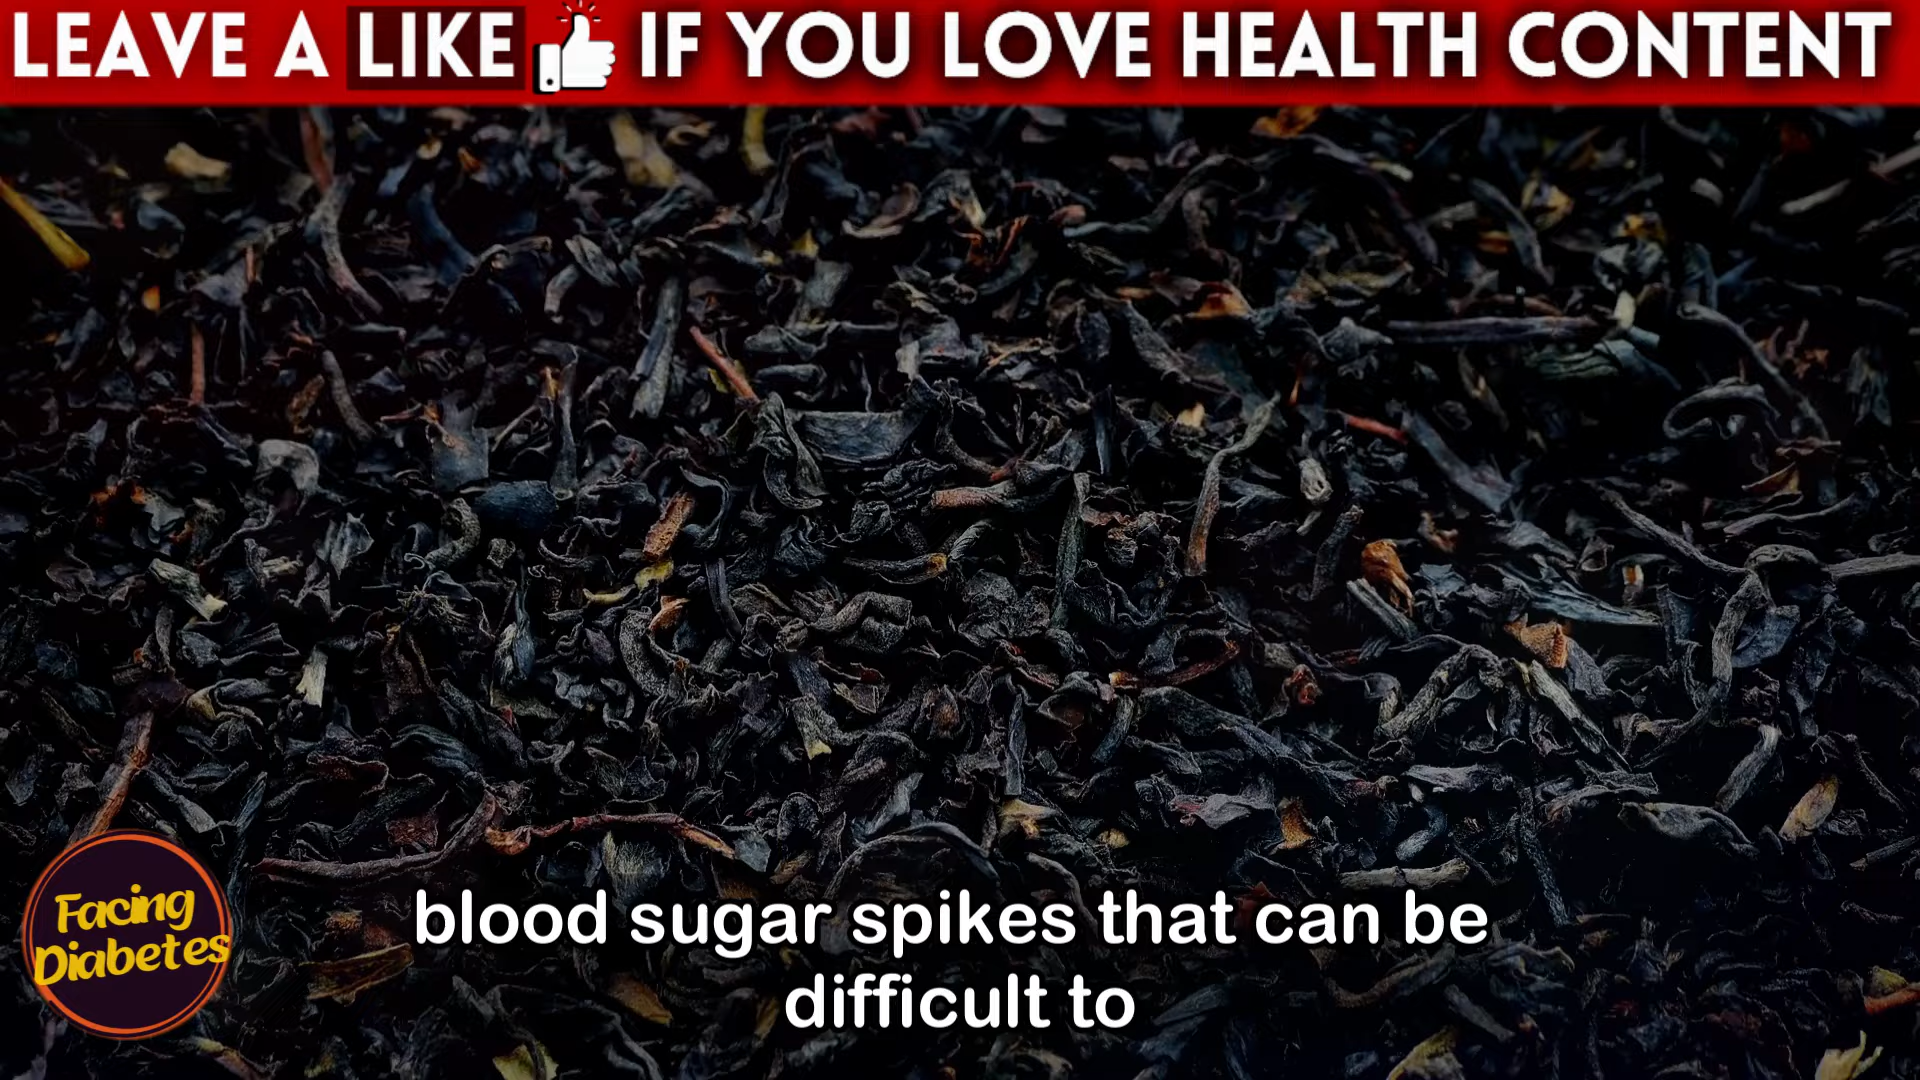 LEAVE A LIKE IF YOU LOVE HEALTH CONTENT
Facing
Diabetes
blood sugar spikes that can be
difficult to